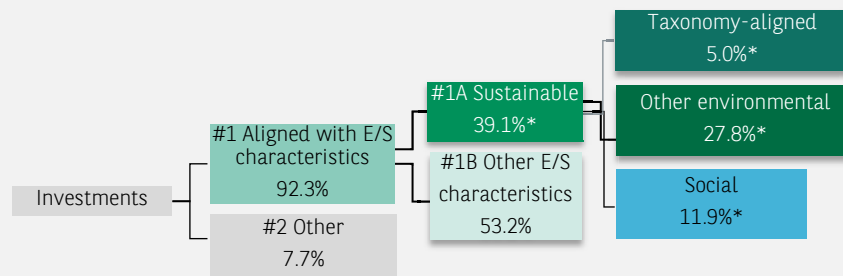 Investments
#1 Aligned with E/S
characteristics
92.3%
#2 Other
7.7%
#1A Sustainable
39.1%*
#1B Other E/S
characteristics
53.2%
Taxonomy-aligned
5.0%*
Other environmental
27.8%*
Social
11.9%*